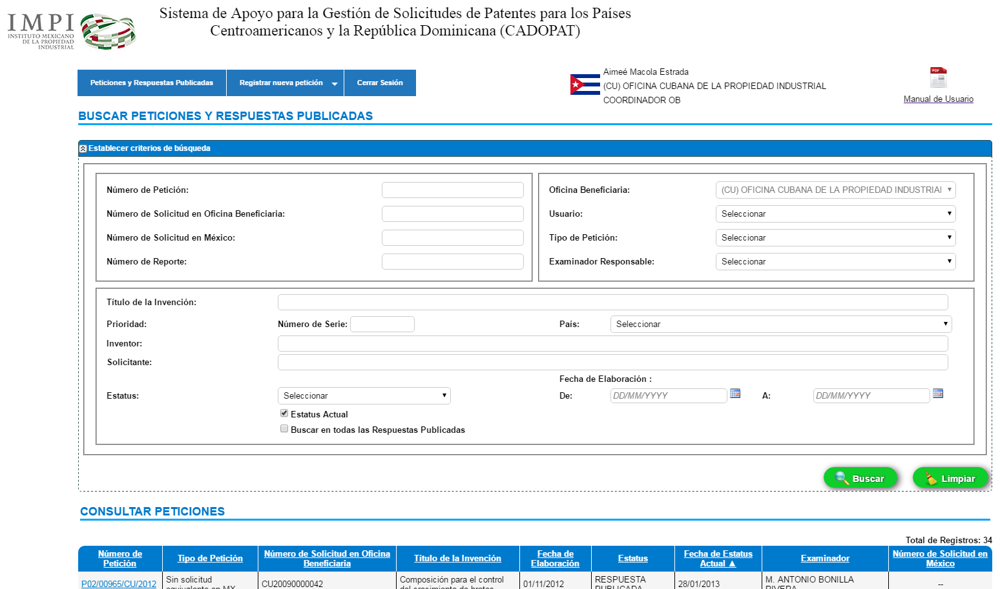 IMPI
INSTITUTO MEXICANO
DE LA PROPIEDAD
INDUSTRIAL
Sistema de Apoyo para la Gestión de Solicitudes de Patentes para los Países
Centroamericanos y la República Dominicana (CADOPAT)
Peticiones y Respuestas Publicadas
Registrar nueva petición
Cerrar Sesión
Aimeé Macola Estrada
(CU) OFICINA CUBANA DE LA PROPIEDAD INDUSTRIAL
COORDINADOR OB
PDF
Manual de Usuario
BUSCAR PETICIONES Y RESPUESTAS PUBLICADAS
Establecer criterios de búsqueda
Número de Petición:
Número de Solicitud en Oficina Beneficiaria:
Número de Solicitud en México:
Número de Reporte:
Oficina Beneficiaria: (CU) OFICINA CUBANA DE LA PROPIEDAD INDUSTRIAL
Usuario: Seleccionar
Tipo de Petición: Seleccionar
Examinador Responsable: Seleccionar
Título de la Invención:
Prioridad: Número de Serie: País: Seleccionar
Inventor:
Solicitante:
Fecha de Elaboración :
Estatus: Seleccionar De: DD/MM/YYYY A: DD/MM/YYYY
Estatus Actual
Buscar en todas las Respuestas Publicadas
Buscar Limpiar
CONSULTAR PETICIONES
Total de Registros: 34
Número de
Petición
Tipo de Petición
Número de Solicitud en Oficina
Beneficiaria
Título de la Invención
Fecha de
Elaboración
Estatus
Fecha de Estatus
Actual ▲
Examinador
Número de Solicitud en
México
P02/00965/CU/2012
Sin solicitud
equivalente en MX
CU20090000042
Composición para el control
del crecimiento de brotes
01/11/2012
RESPUESTA
PUBLICADA
28/01/2013
M. ANTONIO BONILLA
RIVERA
--